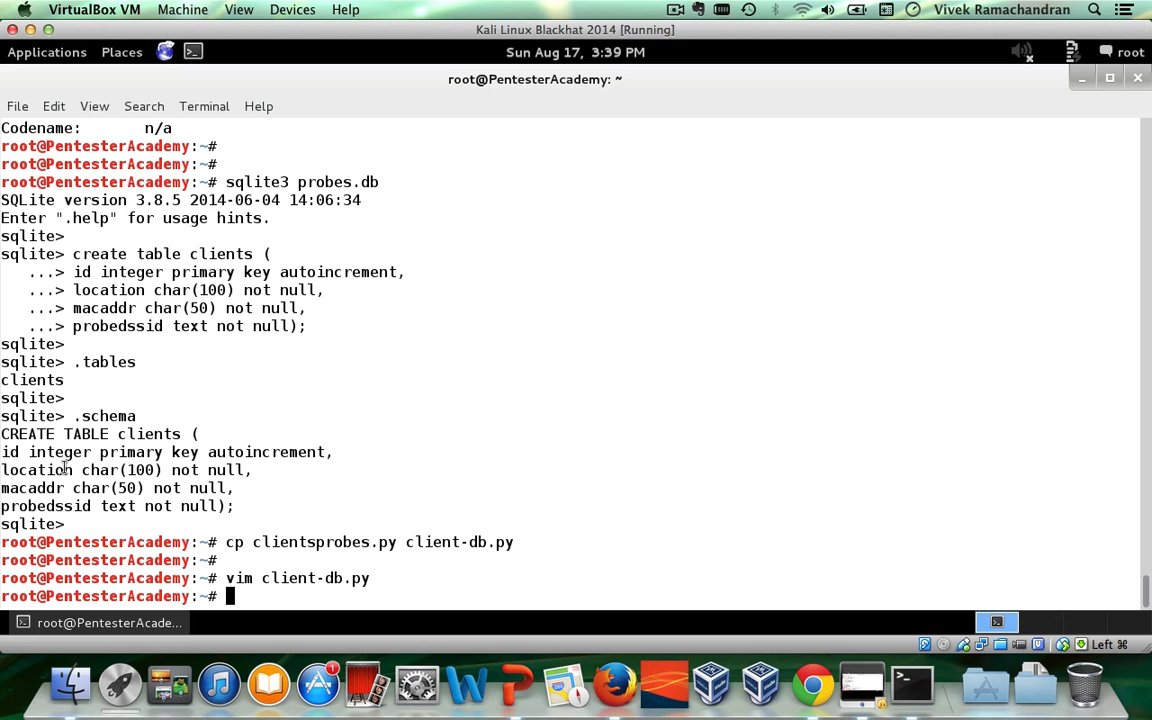 VirtualBox VM Machine View Devices Help Vivek Ramachandran
Kali Linux Blackhat 2014 [Running]
Applications Places Sun Aug 17, 3:39 PM root
root@PentesterAcademy: ~
File Edit View Search Terminal Help
Codename: n/a
root@PentesterAcademy:~#
root@PentesterAcademy:~#
root@PentesterAcademy:~# sqlite3 probes.db
SQLite version 3.8.5 2014-06-04 14:06:34
Enter ".help" for usage hints.
sqlite>
sqlite> create table clients (
...> id integer primary key autoincrement,
...> location char(100) not null,
...> macaddr char(50) not null,
...> probedssid text not null);
sqlite>
sqlite> .tables
clients
sqlite>
sqlite> .schema
CREATE TABLE clients (
id integer primary key autoincrement,
location char(100) not null,
macaddr char(50) not null,
probedssid text not null);
sqlite>
root@PentesterAcademy:~# cp clientsprobes.py client-db.py
root@PentesterAcademy:~#
root@PentesterAcademy:~# vim client-db.py
root@PentesterAcademy:~#
root@PentesterAcade...
Left ⌘
1